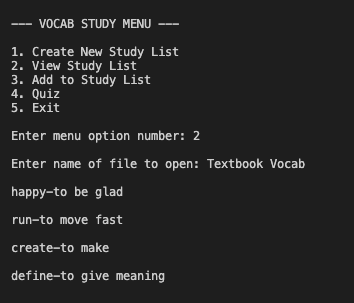 --- VOCAB STUDY MENU ---
1. Create New Study List
2. View Study List
3. Add to Study List
4. Quiz
5. Exit
Enter menu option number: 2
Enter name of file to open: Textbook Vocab
happy-to be glad
run-to move fast
create-to make
define-to give meaning